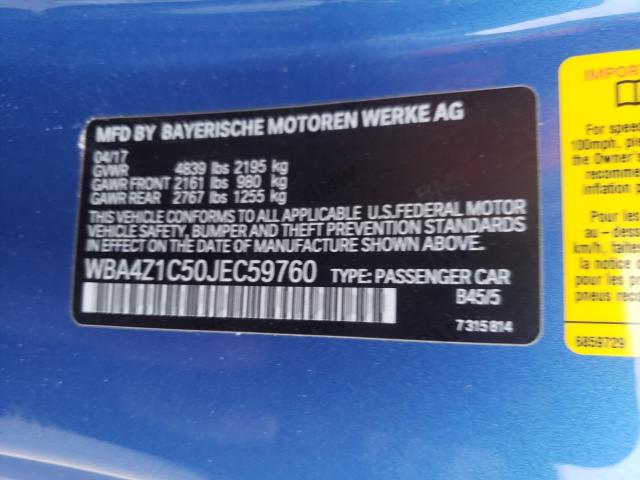 MFD BY BAYERISCHE MOTOREN WERKE AG
04/17
GVWR 4839 lbs 2195 kg
GAWR FRONT 2161 lbs 980 kg
GAWR REAR 2767 lbs 1255 kg
THIS VEHICLE CONFORMS TO ALL APPLICABLE U.S.FEDERAL MOTOR
VEHICLE SAFETY, BUMPER AND THEFT PREVENTION STANDARDS
IN EFFECT ON THE DATE OF MANUFACTURE SHOWN ABOVE.
WBA4Z1C50JEC59760 TYPE: PASSENGER CAR
B45/5
7315814
IMPORT
For speed
100mph, ple
the Owner's
recomme
inflation p
Pour les
au - dess
km/h
la notice
pour les p
pneus reco
6859729